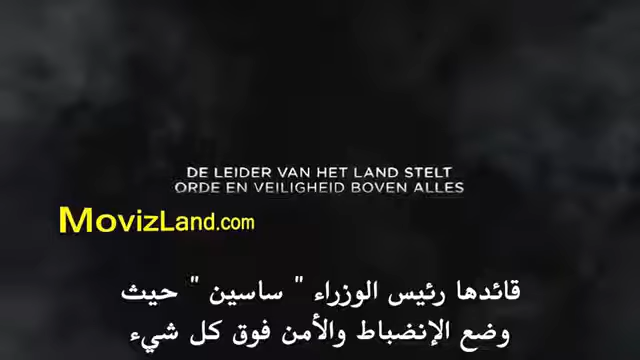 DE LEIDER VAN HET LAND STELT
ORDE EN VEILIGHEID BOVEN ALLES
MovizLand.com
قائدها رئيس الوزراء " ساسين " حيث
وضع الإنضباط والأمن فوق كل شيء